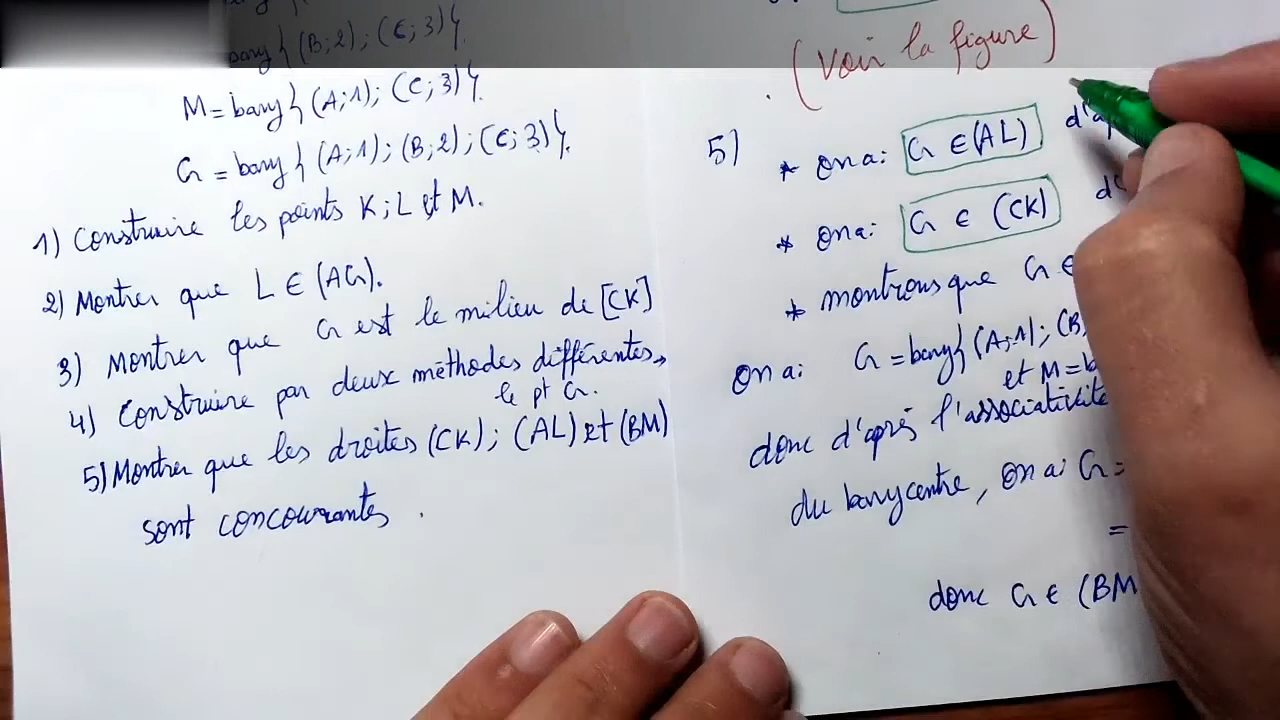 bary { (B;2); (C;3) }.
M = bary { (A;1); (C;3) }.
G = bary { (A;1); (B;2); (C;3) }.
1) Construire les points K; L et M.
2) Montrer que L ∈ (AG).
3) Montrer que G est le milieu de [CK]
4) Construire par deux méthodes différentes,
le pt G.
5) Montrer que les droites (CK); (AL) et (BM)
sont concourantes.
(Voir la figure)
5) * on a: G ∈ (AL)
* on a: G ∈ (CK)
* montrons que G ∈
on a: G = bary { (A;1); (B
et M = b
donc d'après l'associativité
du barycentre, on a: G =
=
donc G ∈ (BM